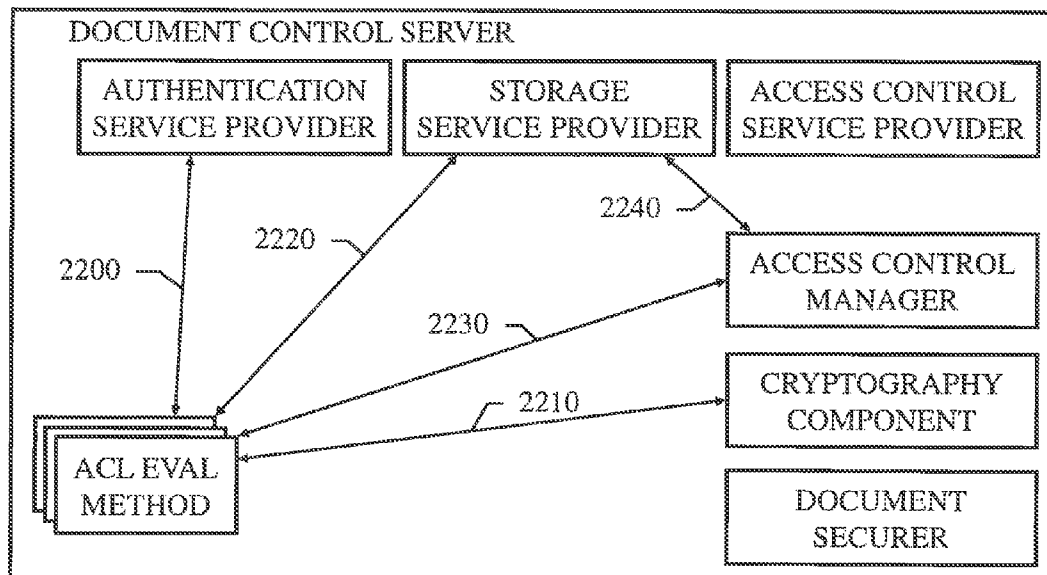 DOCUMENT CONTROL SERVER
AUTHENTICATION
SERVICE PROVIDER
STORAGE
SERVICE PROVIDER
ACCESS CONTROL
SERVICE PROVIDER
2240
2220
2200
ACCESS CONTROL
MANAGER
2230
CRYPTOGRAPHY
COMPONENT
2210
ACL EVAL
METHOD
DOCUMENT
SECURER